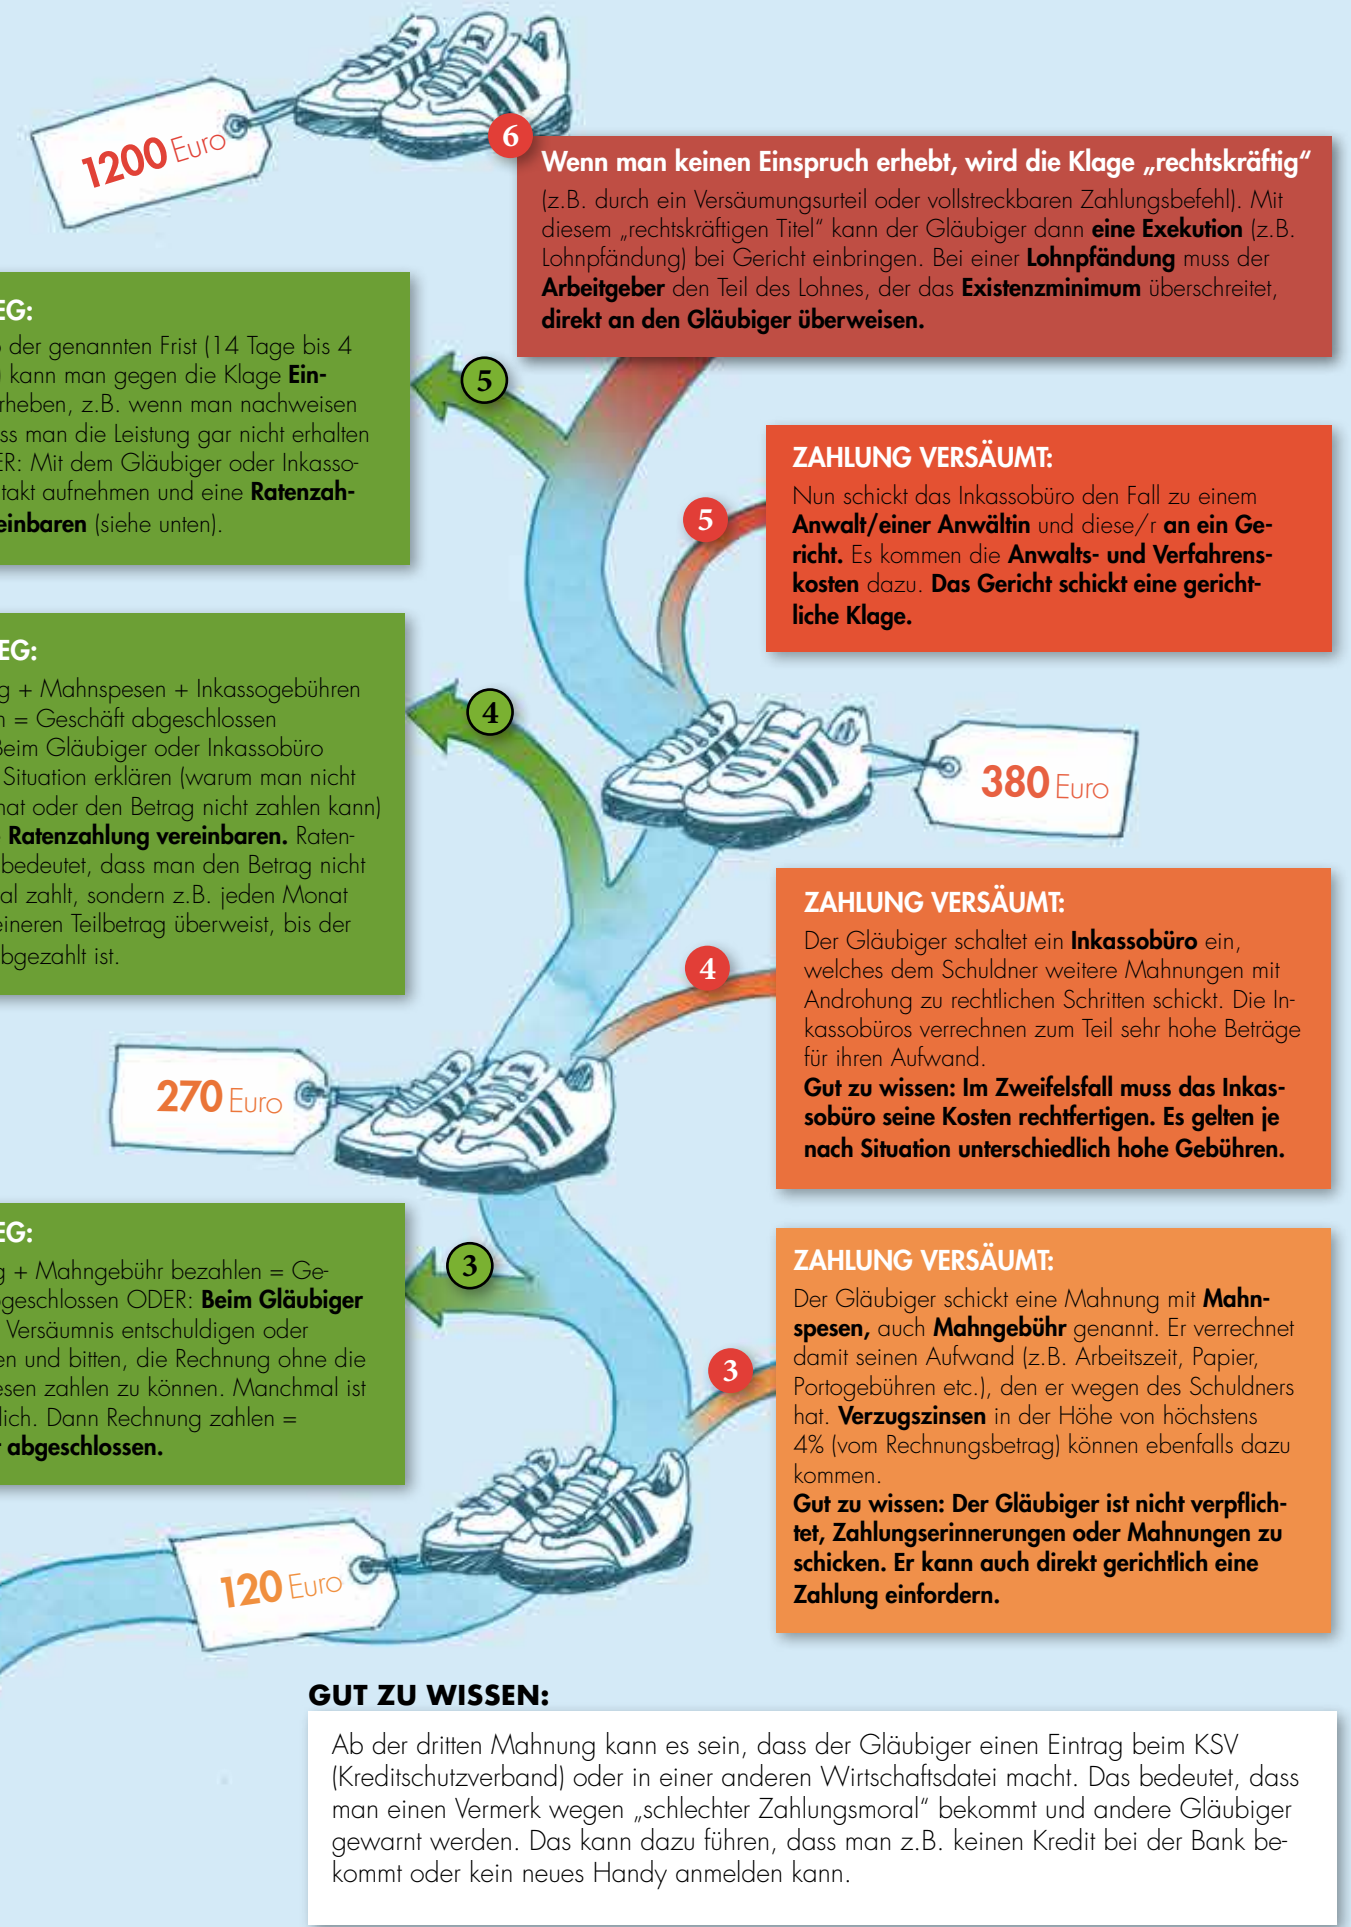 1200 Euro
6
Wenn man keinen Einspruch erhebt, wird die Klage „rechtskräftig“
(z.B. durch ein Versäumungsurteil oder vollstreckbaren Zahlungsbefehl). Mit
diesem „rechtskräftigen Titel“ kann der Gläubiger dann eine Exekution (z.B.
Lohnpfändung) bei Gericht einbringen. Bei einer Lohnpfändung muss der
Arbeitgeber den Teil des Lohnes, der das Existenzminimum überschreitet,
direkt an den Gläubiger überweisen.
EG:
der genannten Frist (14 Tage bis 4
kann man gegen die Klage Ein-
rheben, z.B. wenn man nachweisen
ss man die Leistung gar nicht erhalten
ER: Mit dem Gläubiger oder Inkasso-
takt aufnehmen und eine Ratenzah-
einbaren (siehe unten).
5
5
ZAHLUNG VERSÄUMT:
Nun schickt das Inkassobüro den Fall zu einem
Anwalt/einer Anwältin und diese/r an ein Ge-
richt. Es kommen die Anwalts- und Verfahrens-
kosten dazu. Das Gericht schickt eine gericht-
liche Klage.
EG:
g + Mahnspesen + Inkassogebühren
n = Geschäft abgeschlossen
Beim Gläubiger oder Inkassobüro
Situation erklären (warum man nicht
hat oder den Betrag nicht zahlen kann)
Ratenzahlung vereinbaren. Raten-
bedeutet, dass man den Betrag nicht
al zahlt, sondern z.B. jeden Monat
eineren Teilbetrag überweist, bis der
bgezahlt ist.
4
380 Euro
4
ZAHLUNG VERSÄUMT:
Der Gläubiger schaltet ein Inkassobüro ein,
welches dem Schuldner weitere Mahnungen mit
Androhung zu rechtlichen Schritten schickt. Die In-
kassobüros verrechnen zum Teil sehr hohe Beträge
für ihren Aufwand.
Gut zu wissen: Im Zweifelsfall muss das Inkas-
sobüro seine Kosten rechtfertigen. Es gelten je
nach Situation unterschiedlich hohe Gebühren.
270 Euro
EG:
g + Mahngebühr bezahlen = Ge-
bgeschlossen ODER: Beim Gläubiger
Versäumnis entschuldigen oder
en und bitten, die Rechnung ohne die
esen zahlen zu können. Manchmal ist
lich. Dann Rechnung zahlen =
abgeschlossen.
3
3
ZAHLUNG VERSÄUMT:
Der Gläubiger schickt eine Mahnung mit Mahn-
spesen, auch Mahngebühr genannt. Er verrechnet
damit seinen Aufwand (z.B. Arbeitszeit, Papier,
Portogebühren etc.), den er wegen des Schuldners
hat. Verzugszinsen in der Höhe von höchstens
4% (vom Rechnungsbetrag) können ebenfalls dazu
kommen.
Gut zu wissen: Der Gläubiger ist nicht verpflich-
tet, Zahlungserinnerungen oder Mahnungen zu
schicken. Er kann auch direkt gerichtlich eine
Zahlung einfordern.
120 Euro
GUT ZU WISSEN:
Ab der dritten Mahnung kann es sein, dass der Gläubiger einen Eintrag beim KSV
(Kreditschutzverband) oder in einer anderen Wirtschaftsdatei macht. Das bedeutet, dass
man einen Vermerk wegen „schlechter Zahlungsmoral“ bekommt und andere Gläubiger
gewarnt werden. Das kann dazu führen, dass man z.B. keinen Kredit bei der Bank be-
kommt oder kein neues Handy anmelden kann.